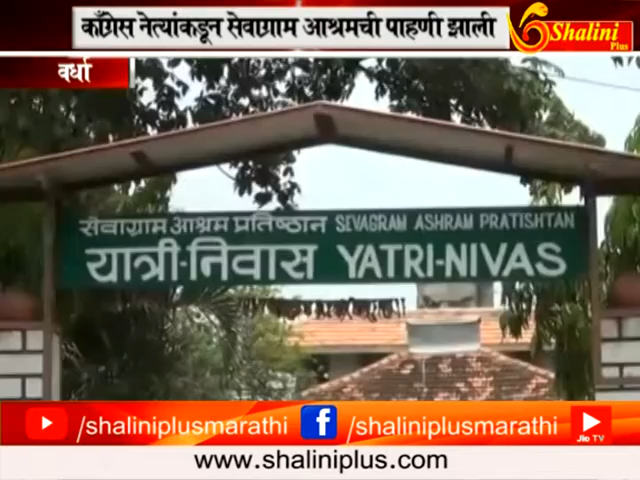 काँग्रेस नेत्यांकडून सेवाग्राम आश्रमची पाहणी झाली
Shalini
Plus
वर्धा
सेवाग्राम आश्रम प्रतिष्ठान SEVAGRAM ASHRAM PRATISHTAN
यात्री-निवास YATRI-NIVAS
/shaliniplusmarathi
/shaliniplusmarathi
Jio TV
www.shaliniplus.com